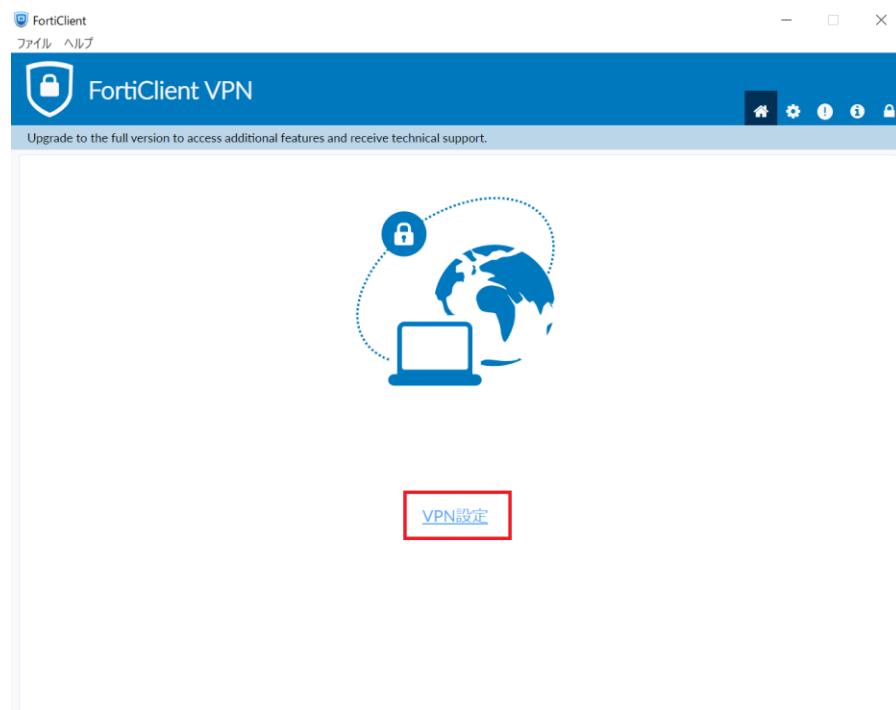 FortiClient
ファイル ヘルプ
FortiClient VPN
Upgrade to the full version to access additional features and receive technical support.
VPN設定